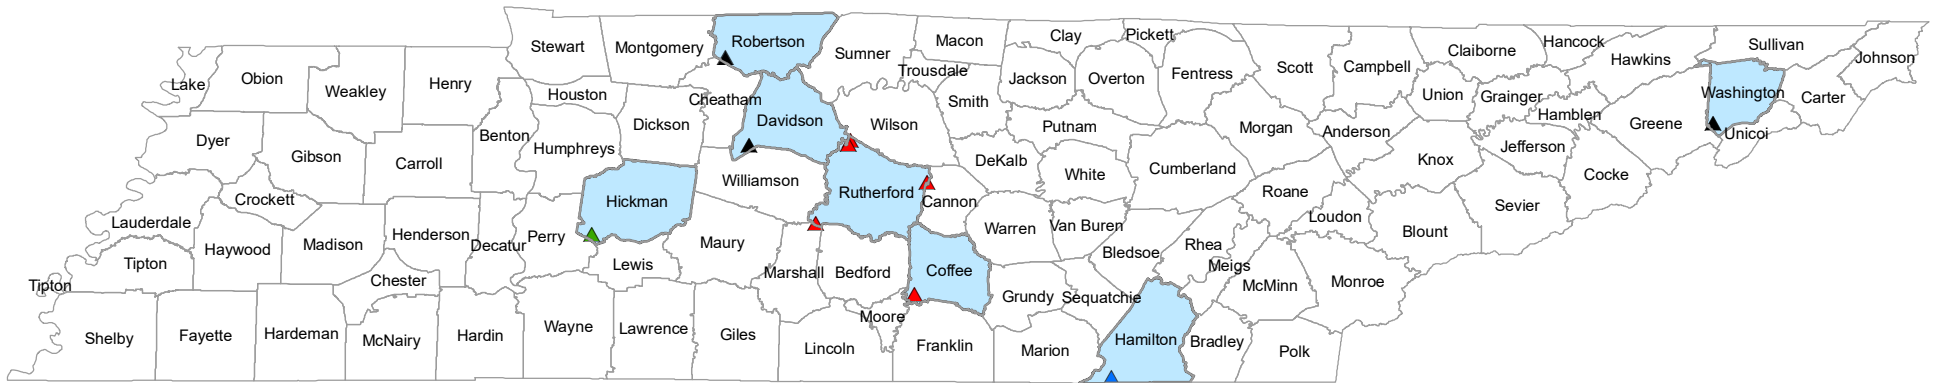 Stewart
Montgomery
Robertson
Sumner
Macon
Clay
Pickett
Trousdale
Jackson
Overton
Fentress
Scott
Campbell
Claiborne
Hancock
Hawkins
Sullivan
Johnson
Lake
Obion
Weakley
Henry
Houston
Cheatham
Smith
Union
Grainger
Hamblen
Washington
Carter
Dyer
Gibson
Carroll
Benton
Humphreys
Dickson
Davidson
Wilson
Putnam
Morgan
Anderson
Greene
Unicoi
Jefferson
Crockett
Hickman
Williamson
Rutherford
Cannon
DeKalb
White
Cumberland
Roane
Knox
Cocke
Sevier
Lauderdale
Haywood
Madison
Henderson
Decatur
Perry
Maury
Warren
Van Buren
Loudon
Blount
Tipton
Tipton
Chester
Lewis
Marshall
Bedford
Coffee
Bledsoe
Rhea
Meigs
McMinn
Monroe
Grundy
Sequatchie
Shelby
Fayette
Hardeman
McNairy
Hardin
Wayne
Lawrence
Giles
Lincoln
Moore
Franklin
Marion
Hamilton
Bradley
Polk